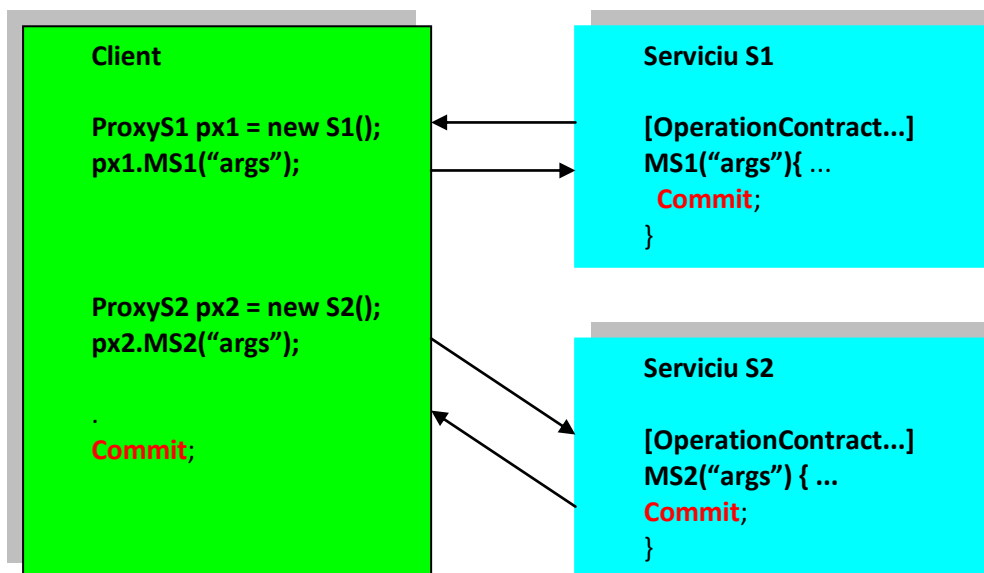 Client
ProxyS1 px1 = new S1();
px1.MS1(“args”);
ProxyS2 px2 = new S2();
px2.MS2(“args”);
.
Commit;
Serviciu S1
[OperationContract...]
MS1(“args”){ ...
Commit;
}
Serviciu S2
[OperationContract...]
MS2(“args”) { ...
Commit;
}